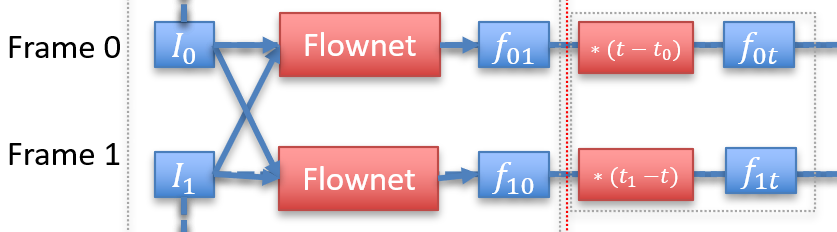 Frame 0 I₀ Flownet f₀₁ * (t − t₀) f₀ₜ
Frame 1 I₁ Flownet f₁₀ * (t₁ −t) f₁ₜ